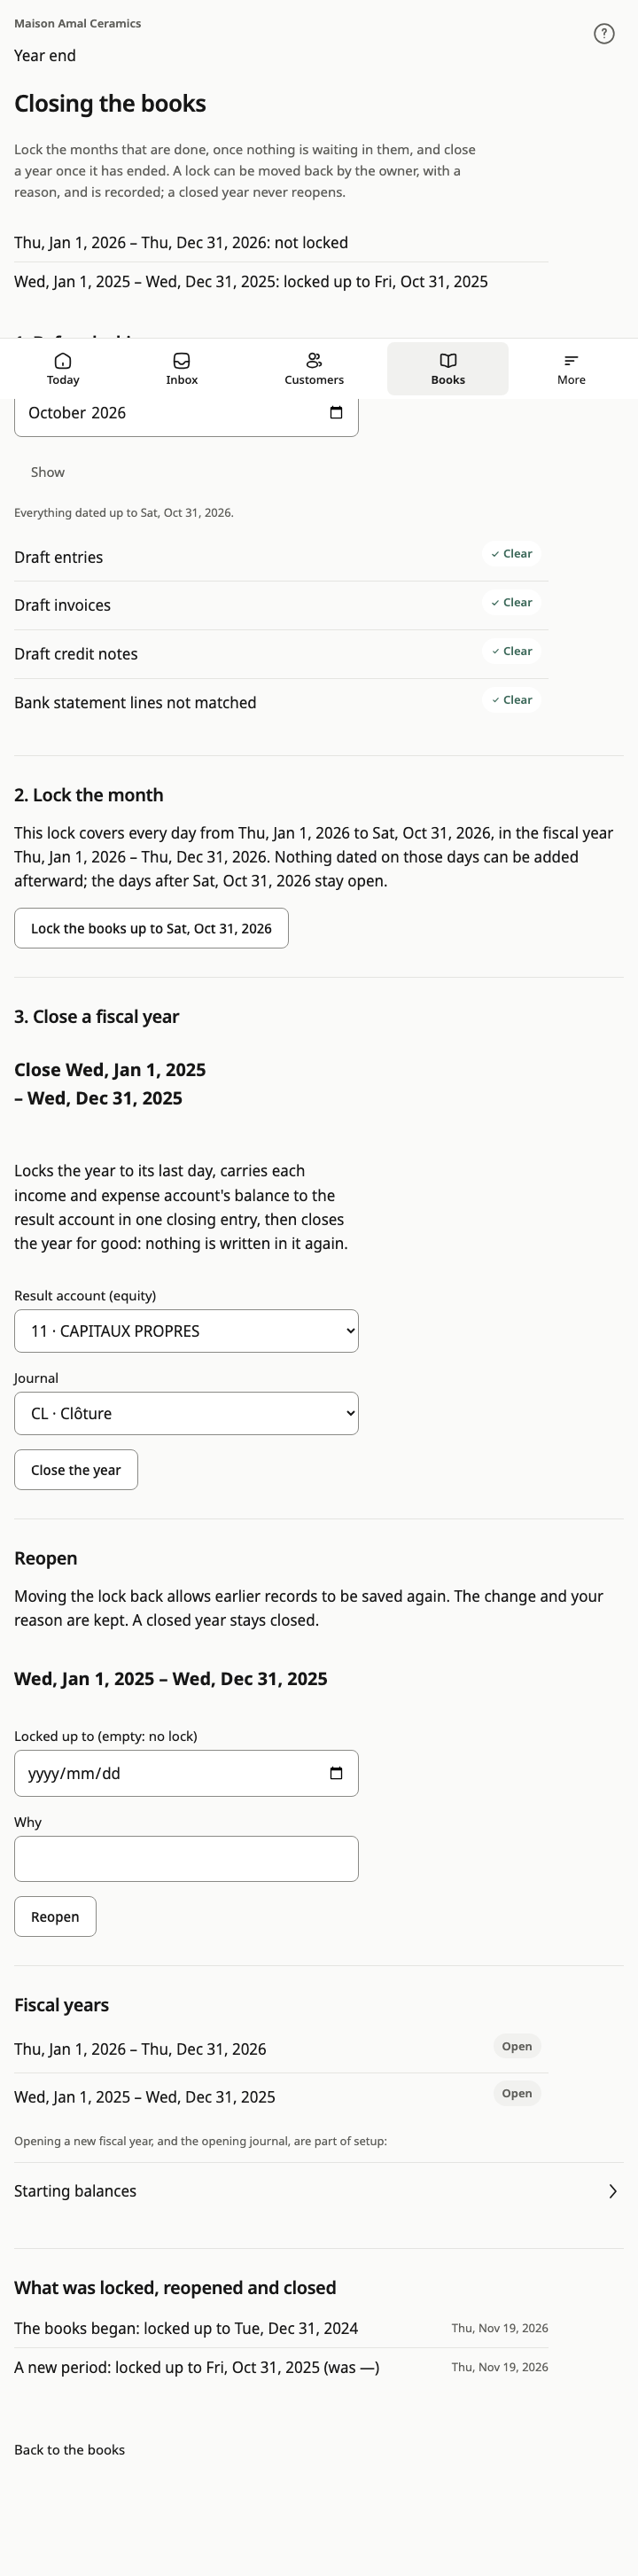 Maison Amal Ceramics
Year end
Closing the books
Lock the months that are done, once nothing is waiting in them, and close
a year once it has ended. A lock can be moved back by the owner, with a
reason, and is recorded; a closed year never reopens.
Thu, Jan 1, 2026 – Thu, Dec 31, 2026: not locked
Wed, Jan 1, 2025 – Wed, Dec 31, 2025: locked up to Fri, Oct 31, 2025
Today
Inbox
Customers
Books
More
October 2026
Show
Everything dated up to Sat, Oct 31, 2026.
Draft entries
✓ Clear
Draft invoices
✓ Clear
Draft credit notes
✓ Clear
Bank statement lines not matched
✓ Clear
2. Lock the month
This lock covers every day from Thu, Jan 1, 2026 to Sat, Oct 31, 2026, in the fiscal year
Thu, Jan 1, 2026 – Thu, Dec 31, 2026. Nothing dated on those days can be added
afterward; the days after Sat, Oct 31, 2026 stay open.
Lock the books up to Sat, Oct 31, 2026
3. Close a fiscal year
Close Wed, Jan 1, 2025
– Wed, Dec 31, 2025
Locks the year to its last day, carries each
income and expense account's balance to the
result account in one closing entry, then closes
the year for good: nothing is written in it again.
Result account (equity)
11 · CAPITAUX PROPRES
Journal
CL · Clôture
Close the year
Reopen
Moving the lock back allows earlier records to be saved again. The change and your
reason are kept. A closed year stays closed.
Wed, Jan 1, 2025 – Wed, Dec 31, 2025
Locked up to (empty: no lock)
yyyy/mm/dd
Why
Reopen
Fiscal years
Thu, Jan 1, 2026 – Thu, Dec 31, 2026
Open
Wed, Jan 1, 2025 – Wed, Dec 31, 2025
Open
Opening a new fiscal year, and the opening journal, are part of setup:
Starting balances
What was locked, reopened and closed
The books began: locked up to Tue, Dec 31, 2024
Thu, Nov 19, 2026
A new period: locked up to Fri, Oct 31, 2025 (was —)
Thu, Nov 19, 2026
Back to the books